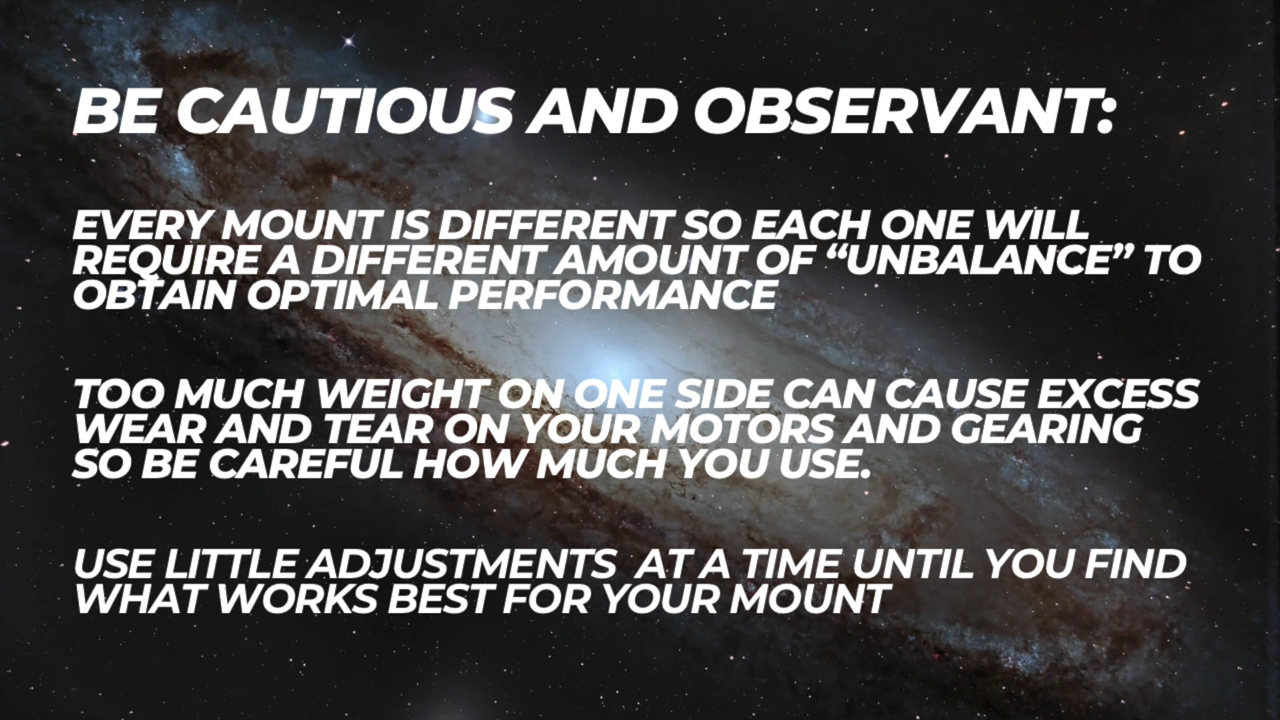 BE CAUTIOUS AND OBSERVANT:
EVERY MOUNT IS DIFFERENT SO EACH ONE WILL
REQUIRE A DIFFERENT AMOUNT OF “UNBALANCE” TO
OBTAIN OPTIMAL PERFORMANCE
TOO MUCH WEIGHT ON ONE SIDE CAN CAUSE EXCESS
WEAR AND TEAR ON YOUR MOTORS AND GEARING
SO BE CAREFUL HOW MUCH YOU USE.
USE LITTLE ADJUSTMENTS  AT A TIME UNTIL YOU FIND
WHAT WORKS BEST FOR YOUR MOUNT